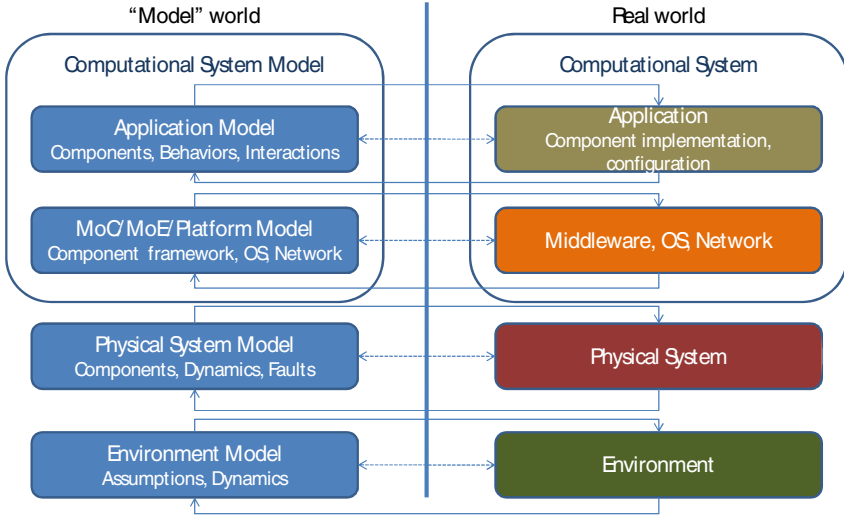 “Model” world
Real world
Computational System Model
Computational System
Application Model
Components, Behaviors, Interactions
Application
Component implementation,
configuration
MoC/MoE/Platform Model
Component framework, OS, Network
Middleware, OS, Network
Physical System Model
Components, Dynamics, Faults
Physical System
Environment Model
Assumptions, Dynamics
Environment